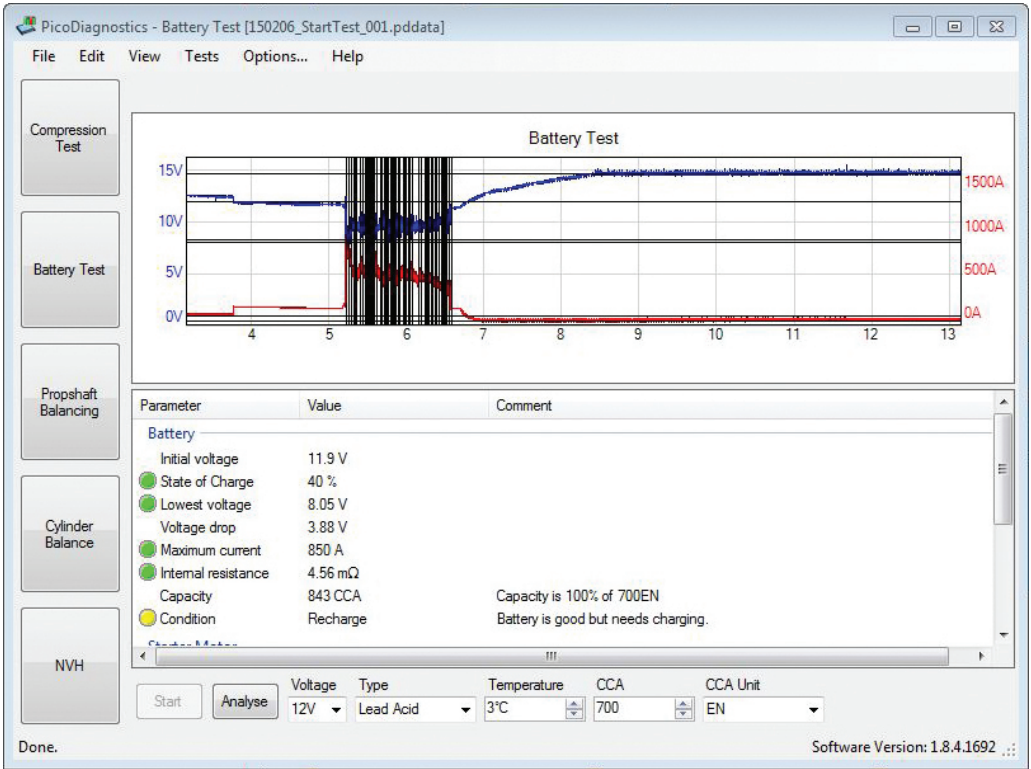 PicoDiagnostics - Battery Test [150206_StartTest_001.pddata]
File Edit View Tests Options... Help
Compression
Test
Battery Test
Propshaft
Balancing
Cylinder
Balance
NVH
Battery Test
15V
10V
5V
0V
1500A
1000A
500A
0A
4 5 6 7 8 9 10 11 12 13
Parameter Value Comment
Battery
Initial voltage 11.9 V
State of Charge 40 %
Lowest voltage 8.05 V
Voltage drop 3.88 V
Maximum current 850 A
Internal resistance 4.56 mΩ
Capacity 843 CCA Capacity is 100% of 700EN
Condition Recharge Battery is good but needs charging.
Starter Motor
Start Analyse
Voltage Type Temperature CCA CCA Unit
12V Lead Acid 3°C 700 EN
Done. Software Version: 1.8.4.1692